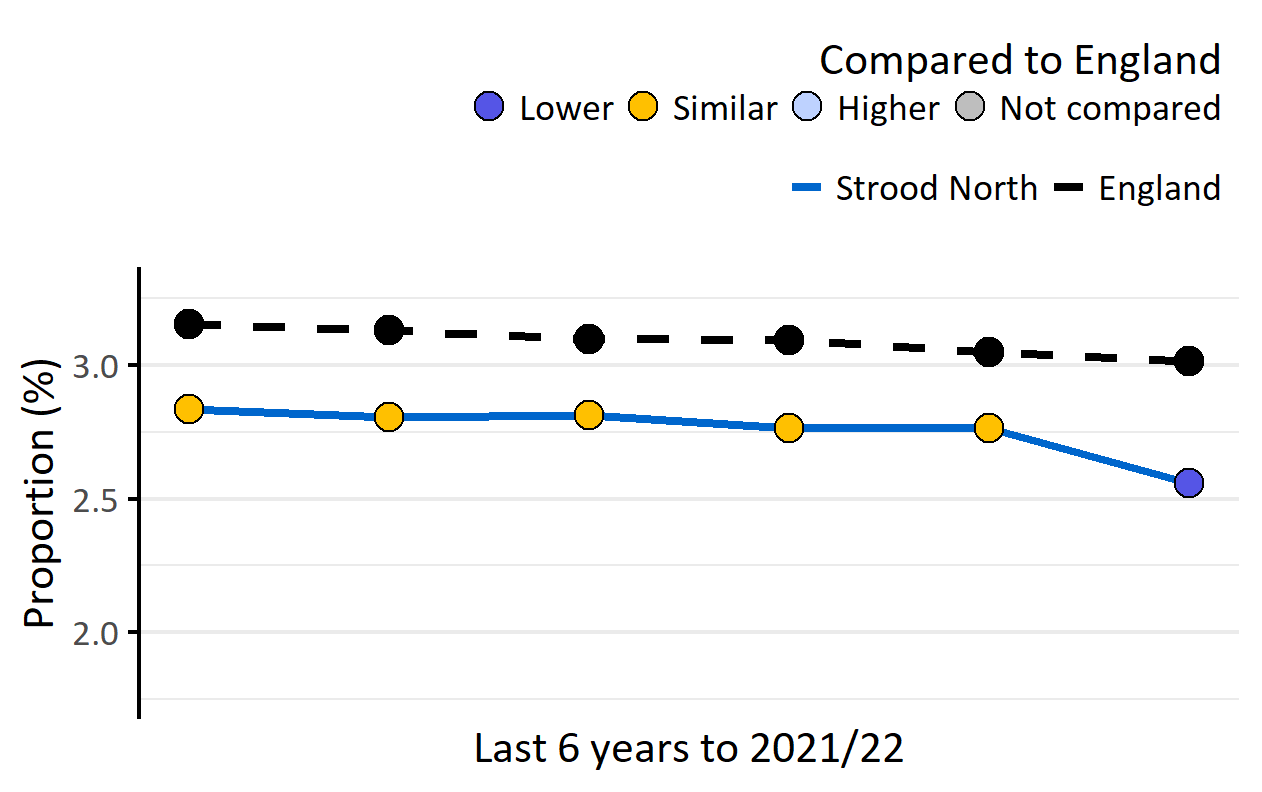 Compared to England
Lower Similar Higher Not compared
Strood North England
Proportion (%)
3.0
2.5
2.0
Last 6 years to 2021/22